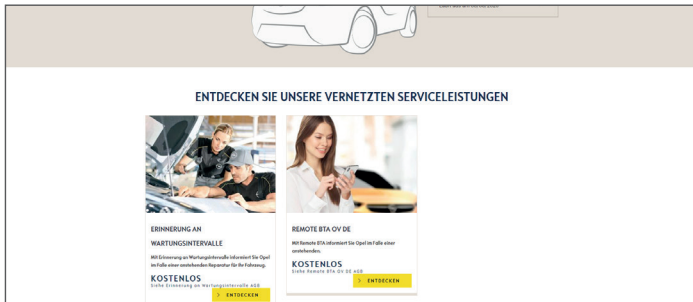 ENTDECKEN SIE UNSERE VERNETZTEN SERVICELEISTUNGEN
ERINNERUNG AN
WARTUNGSINTERVALLE
Mit Erinnerung an Wartungsintervalle informiert Sie Opel
im Falle einer anstehenden Reparatur für Ihr Fahrzeug.
KOSTENLOS
Siehe Erinnerung an Wartungsintervalle AGB
> ENTDECKEN
REMOTE BTA OV DE
Mit Remote BTA informiert Sie Opel im Falle einer
anstehenden.
KOSTENLOS
Siehe Remote BTA OV DE AGB
> ENTDECKEN